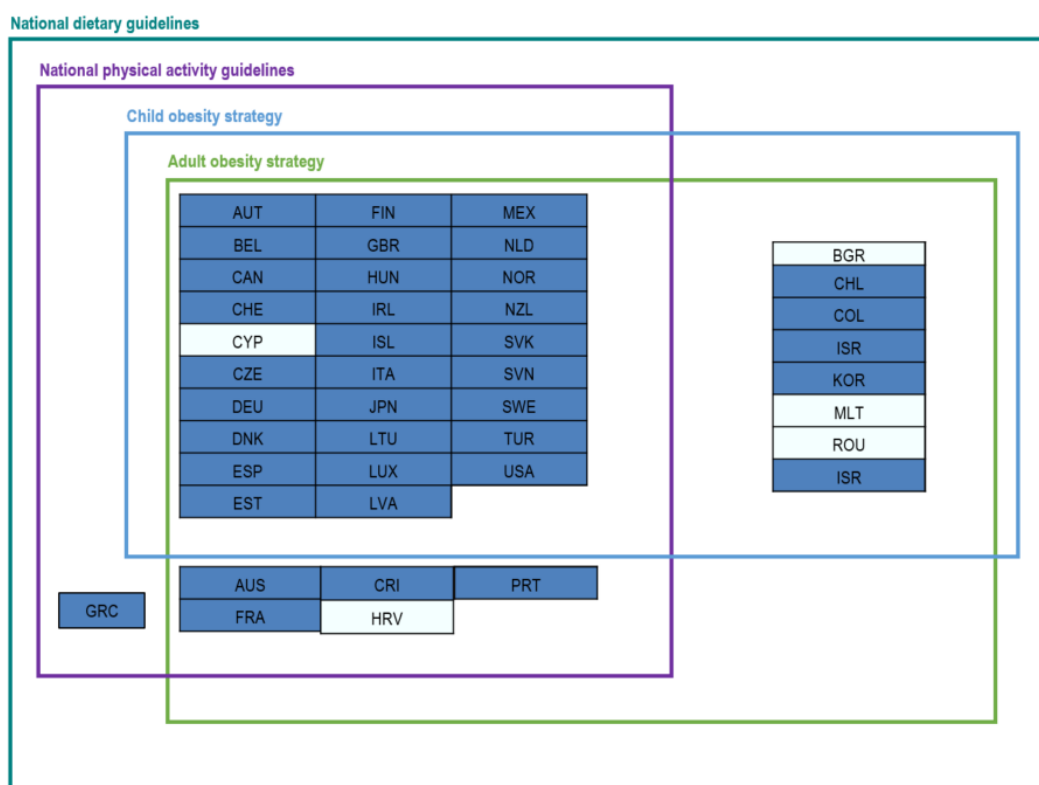 National dietary guidelines
National physical activity guidelines
Child obesity strategy
Adult obesity strategy
AUT FIN MEX
BEL GBR NLD
BGR
CAN HUN NOR
CHL
CHE IRL NZL
COL
CYP ISL SVK
ISR
CZE ITA SVN
KOR
DEU JPN SWE
MLT
DNK LTU TUR
ROU
ESP LUX USA
ISR
EST LVA
AUS CRI PRT
GRC
FRA HRV